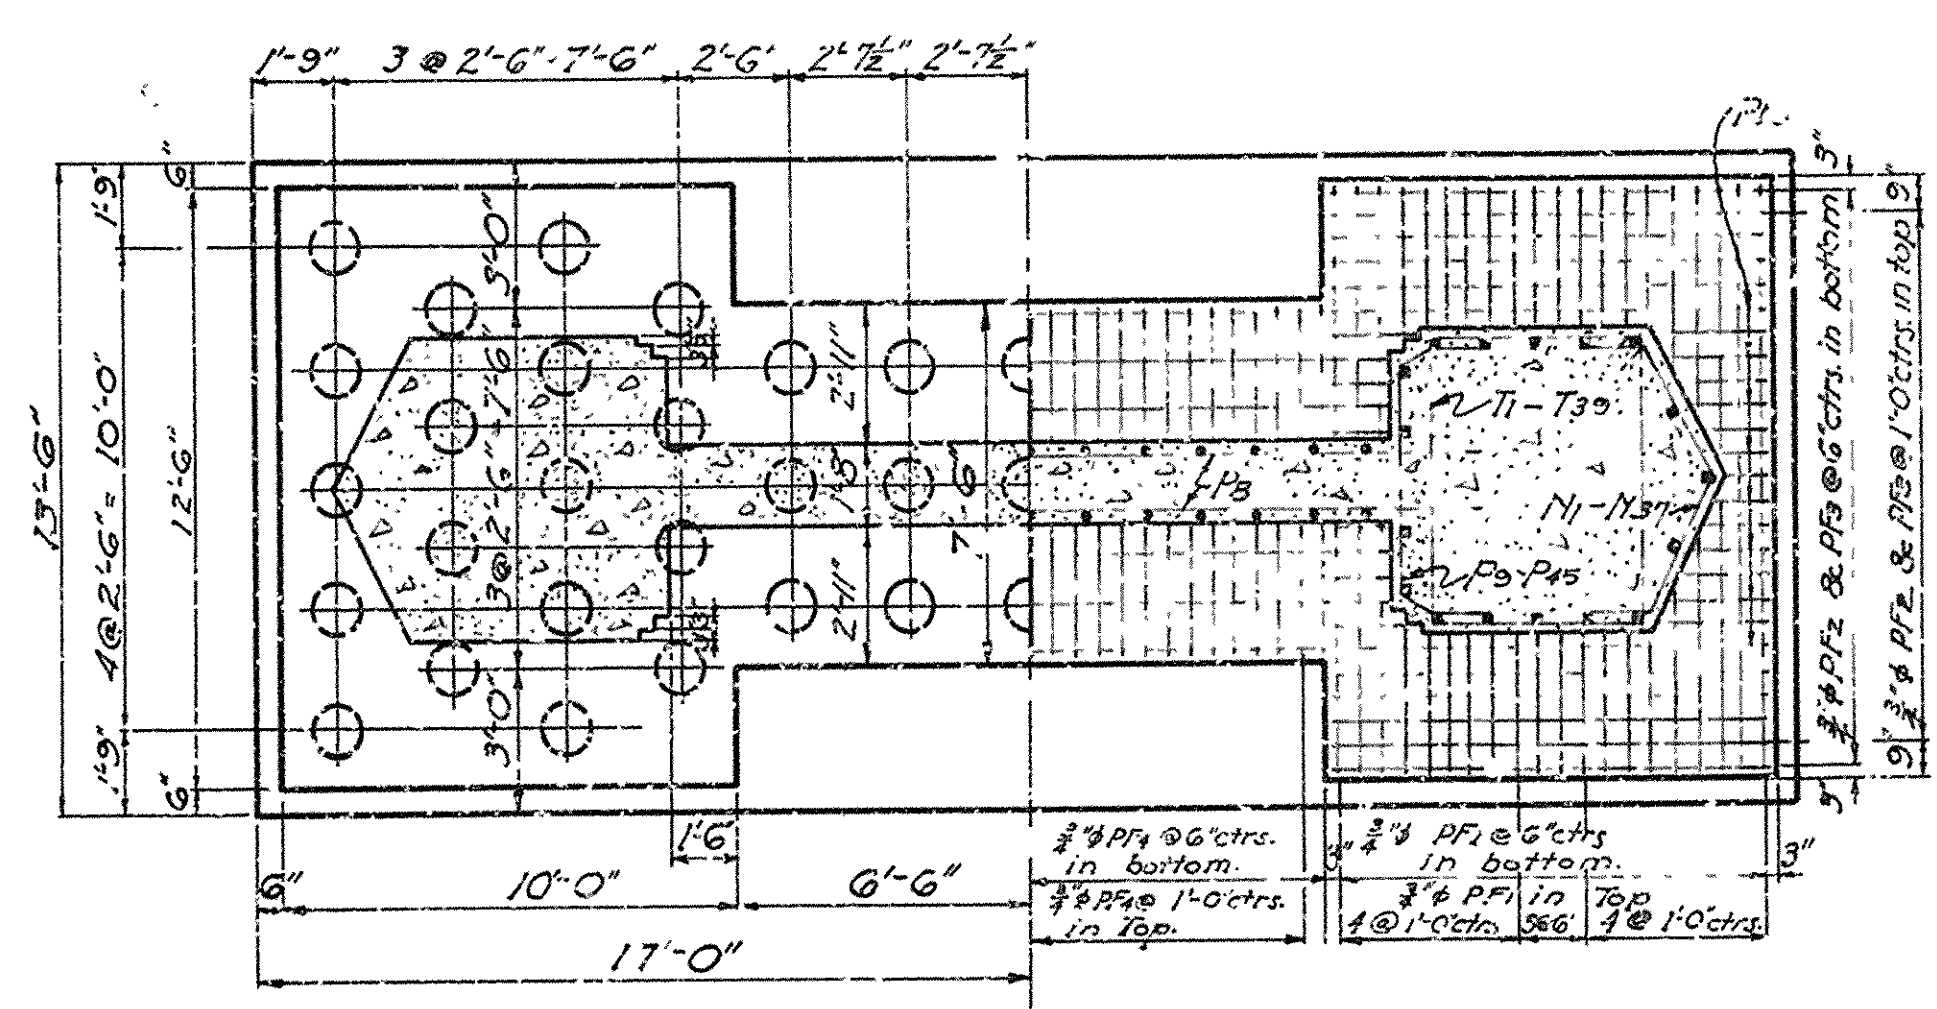 1'-9" 3 @ 2'-6" · 7'-6" 2'-6" 2'-7½" 2'-7½"
3"
6"
1'-9"
9"
3'-0"
13'-6"
4@2'-6" = 10'-0"
12'-6"
3@2'-6" = 7'-6"
2'-11"
1'-8"
7'-6"
2'-11"
3'-0"
1'-9"
6"
T1 - T39
P8
N1 - N37
P9-P45
¾"ϕ PF2 & PF3 @ 6"ctrs. in bottom
¾"ϕ PF2 & PF3 @ 1'-0"ctrs. in top
9"
3"
1'-6"
¾"ϕ PF4 @ 6"ctrs.
in bottom.
3"
¾"ϕ PF1 @ 6"ctrs
in bottom.
3"
6" 10'-0" 6'-6"
¾"ϕ PF4 @ 1'-0"ctrs.
in Top.
¾"ϕ PF1 in Top
4 @ 1'-0"ctrs. 4 @ 1'-0"ctrs.
17'-0"